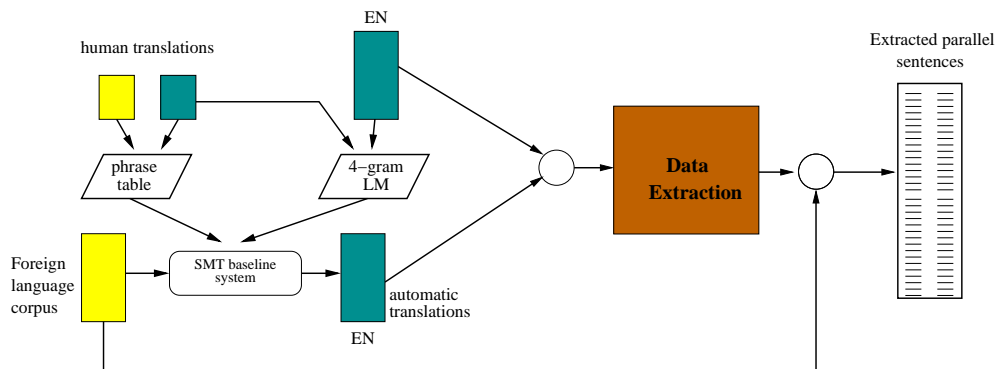 EN
human translations
Extracted parallel
sentences
phrase
table
4−gram
LM
Data
Extraction
Foreign
language
corpus
SMT baseline
system
automatic
translations
EN